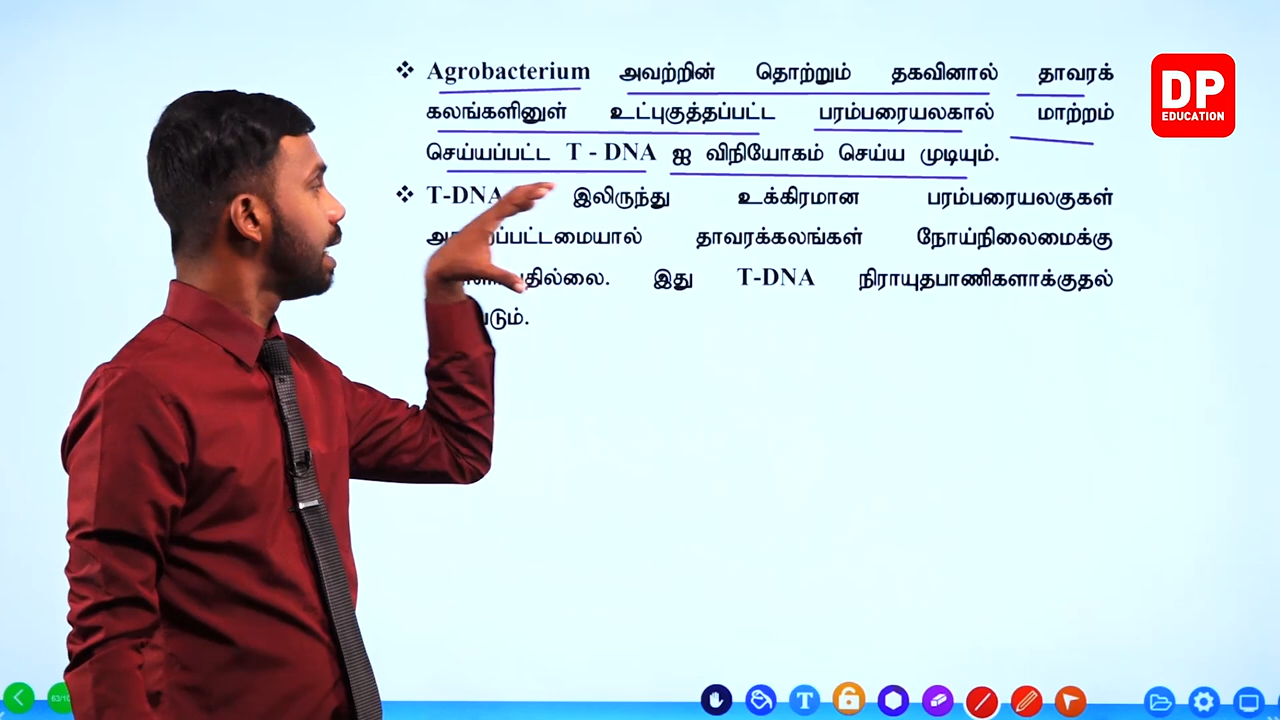 ❖ Agrobacterium அவற்றின் தொற்றும் தகவினால் தாவரக்
கலங்களினுள் உட்புகுத்தப்பட்ட பரம்பரையலகால் மாற்றம்
செய்யப்பட்ட T - DNA ஐ விநியோகம் செய்ய முடியும்.
❖ T-DNA இலிருந்து உக்கிரமான பரம்பரையலகுகள்
தாவரக்கலங்கள் நோய்நிலைமைக்கு
இது T-DNA நிராயுதபாணிகளாக்குதல்
DP
EDUCATION